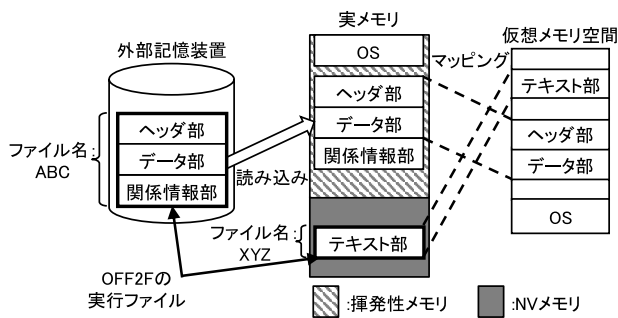 外部記憶装置
ヘッダ部
データ部
関係情報部
ファイル名:
ABC
読み込み
OFF2Fの
実行ファイル
実メモリ
OS
ヘッダ部
データ部
関係情報部
ファイル名:
XYZ
テキスト部
マッピング
仮想メモリ空間
テキスト部
ヘッダ部
データ部
OS
:揮発性メモリ
:NVメモリ